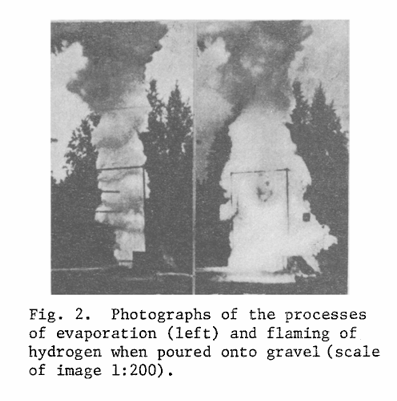 Fig. 2.  Photographs of the processes
of evaporation (left) and flaming of
hydrogen when poured onto gravel (scale
of image 1:200).